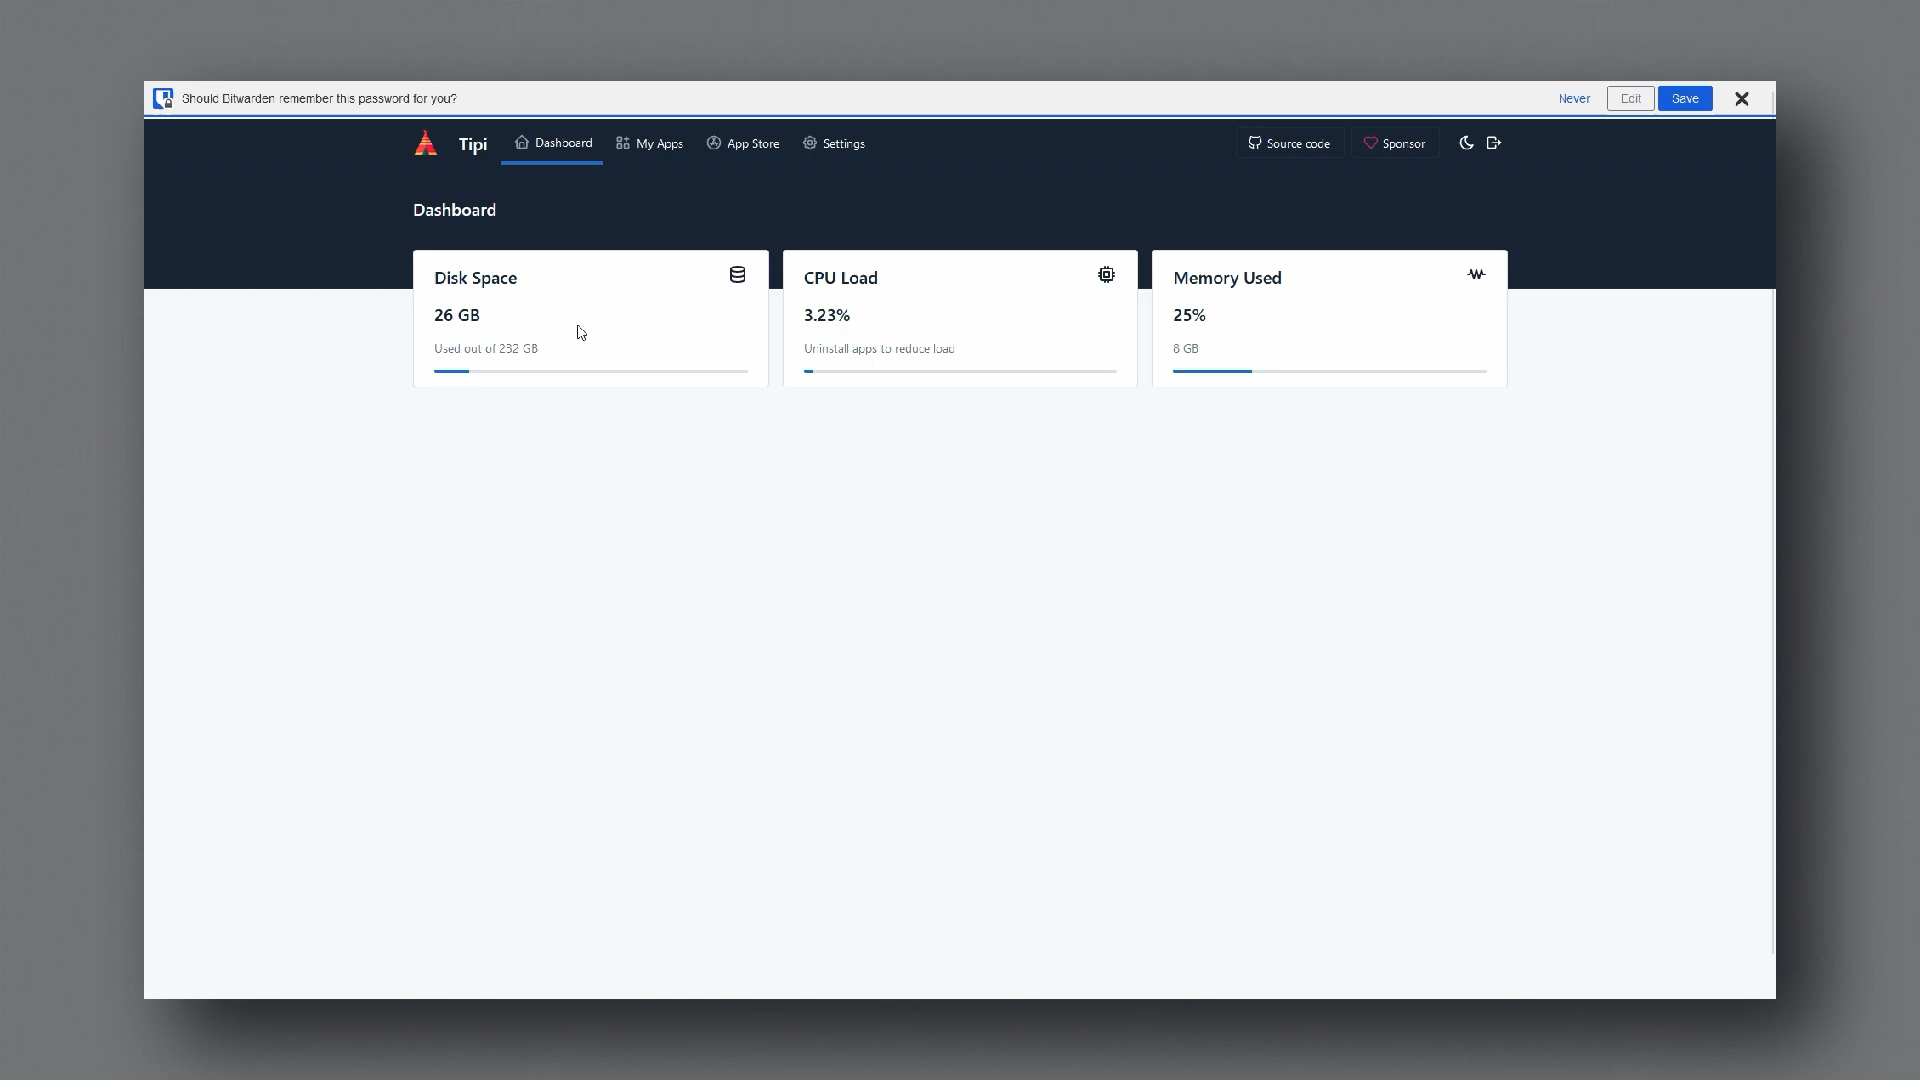 Should Bitwarden remember this password for you?
Never
Edit
Save
Tipi
Dashboard
My Apps
App Store
Settings
Source code
Sponsor
Dashboard
Disk Space
26 GB
Used out of 232 GB
CPU Load
3.23%
Uninstall apps to reduce load
Memory Used
25%
8 GB